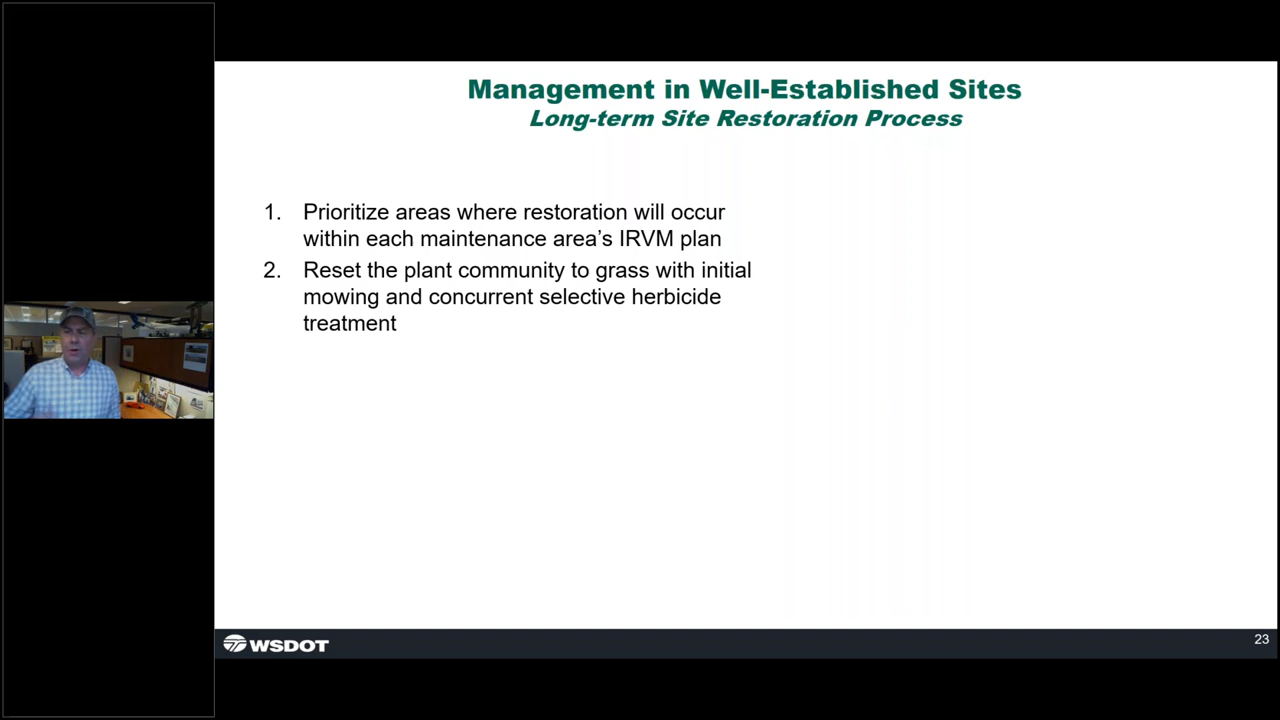 Management in Well-Established Sites
Long-term Site Restoration Process
1. Prioritize areas where restoration will occur
within each maintenance area's IRVM plan
2. Reset the plant community to grass with initial
mowing and concurrent selective herbicide
treatment
WSDOT
23